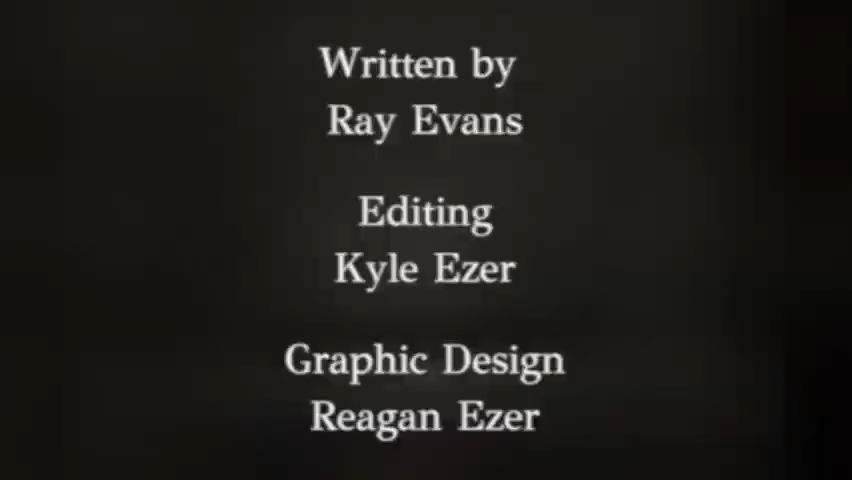 Written by
Ray Evans
Editing
Kyle Ezer
Graphic Design
Reagan Ezer